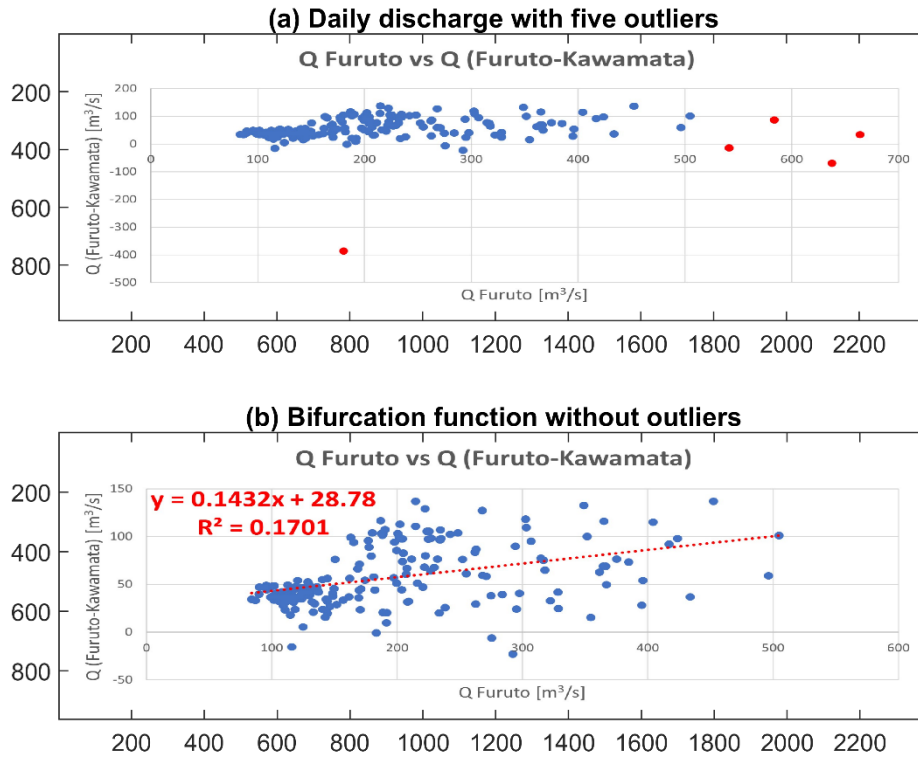 (a) Daily discharge with five outliers
Q Furuto vs Q (Furuto-Kawamata)
Q (Furuto-Kawamata) [m³/s]
200
100
0
-100
-200
-300
-400
-500
0 100 200 300 400 500 600 700
Q Furuto [m³/s]
200
400
600
800
200 400 600 800 1000 1200 1400 1600 1800 2000 2200
(b) Bifurcation function without outliers
Q Furuto vs Q (Furuto-Kawamata)
Q (Furuto-Kawamata) [m³/s]
y = 0.1432x + 28.78
R² = 0.1701
150
100
50
0
-50
0 100 200 300 400 500 600
Q Furuto [m³/s]
200
400
600
800
200 400 600 800 1000 1200 1400 1600 1800 2000 2200